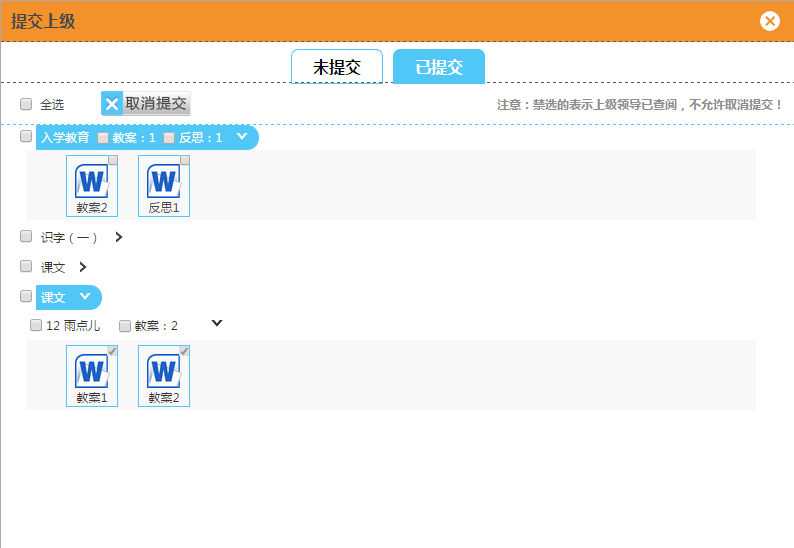 提交上级
未提交 已提交
全选 取消提交 注意：禁选的表示上级领导已查阅，不允许取消提交！
入学教育 教案：1 反思：1
W W
教案2 反思1
识字（一）
课文
课文
12 雨点儿 教案：2
W W
教案1 教案2